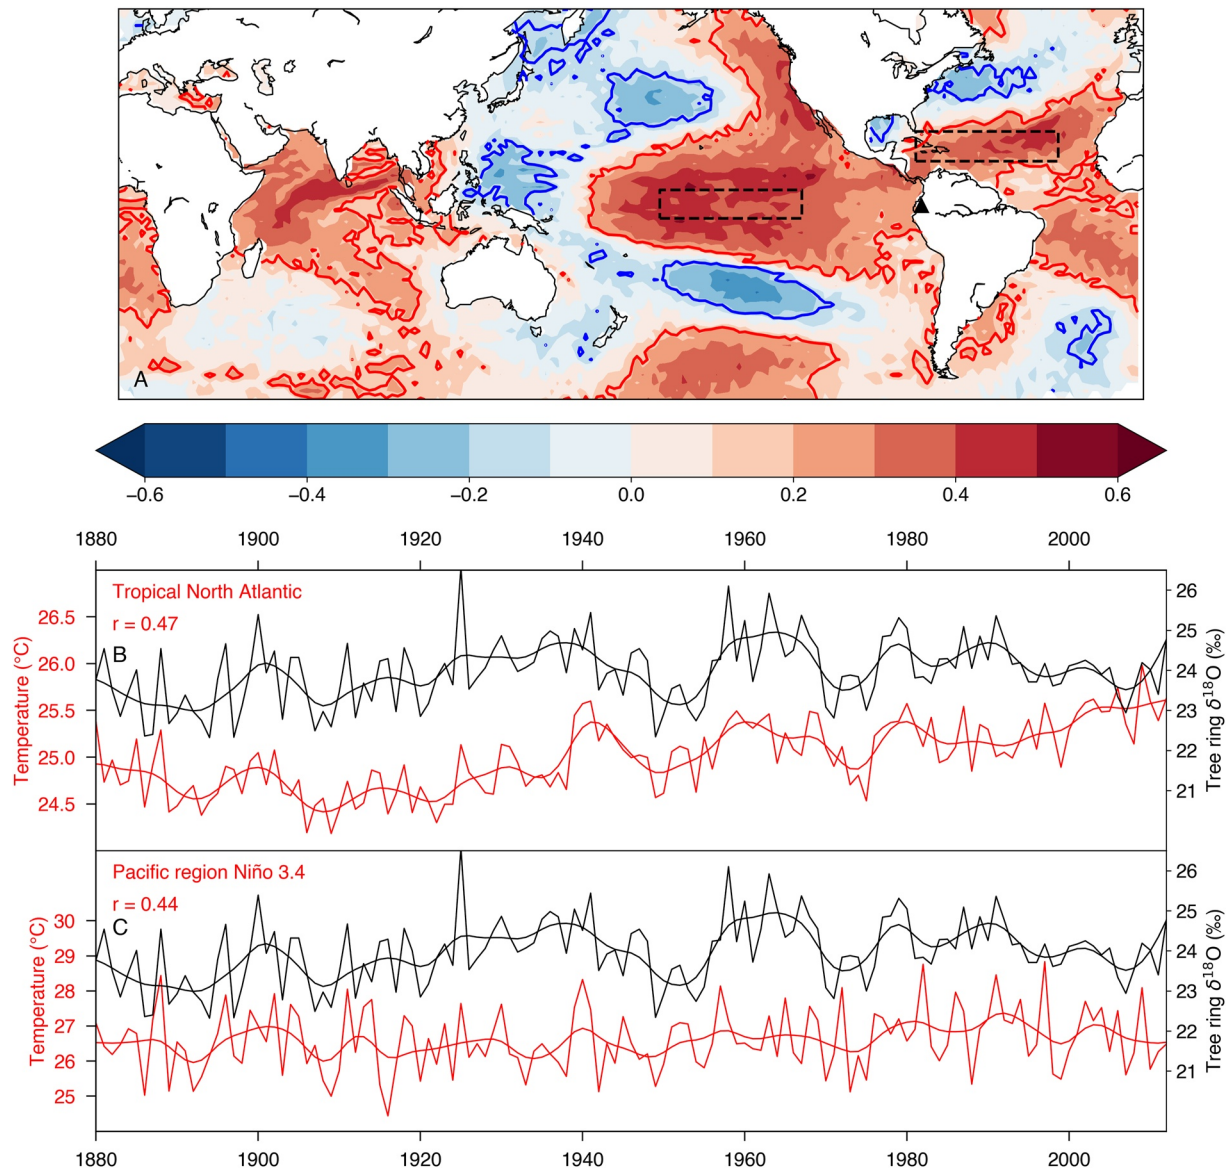 A
−0.6 −0.4 −0.2 0.0 0.2 0.4 0.6
1880 1900 1920 1940 1960 1980 2000
Tropical North Atlantic
r = 0.47
B
Temperature (°C)
26.5
26.0
25.5
25.0
24.5
26
25
24
23
22
21
Tree ring δ¹⁸O (‰)
Pacific region Niño 3.4
r = 0.44
C
Temperature (°C)
30
29
28
27
26
25
26
25
24
23
22
21
Tree ring δ¹⁸O (‰)
1880 1900 1920 1940 1960 1980 2000